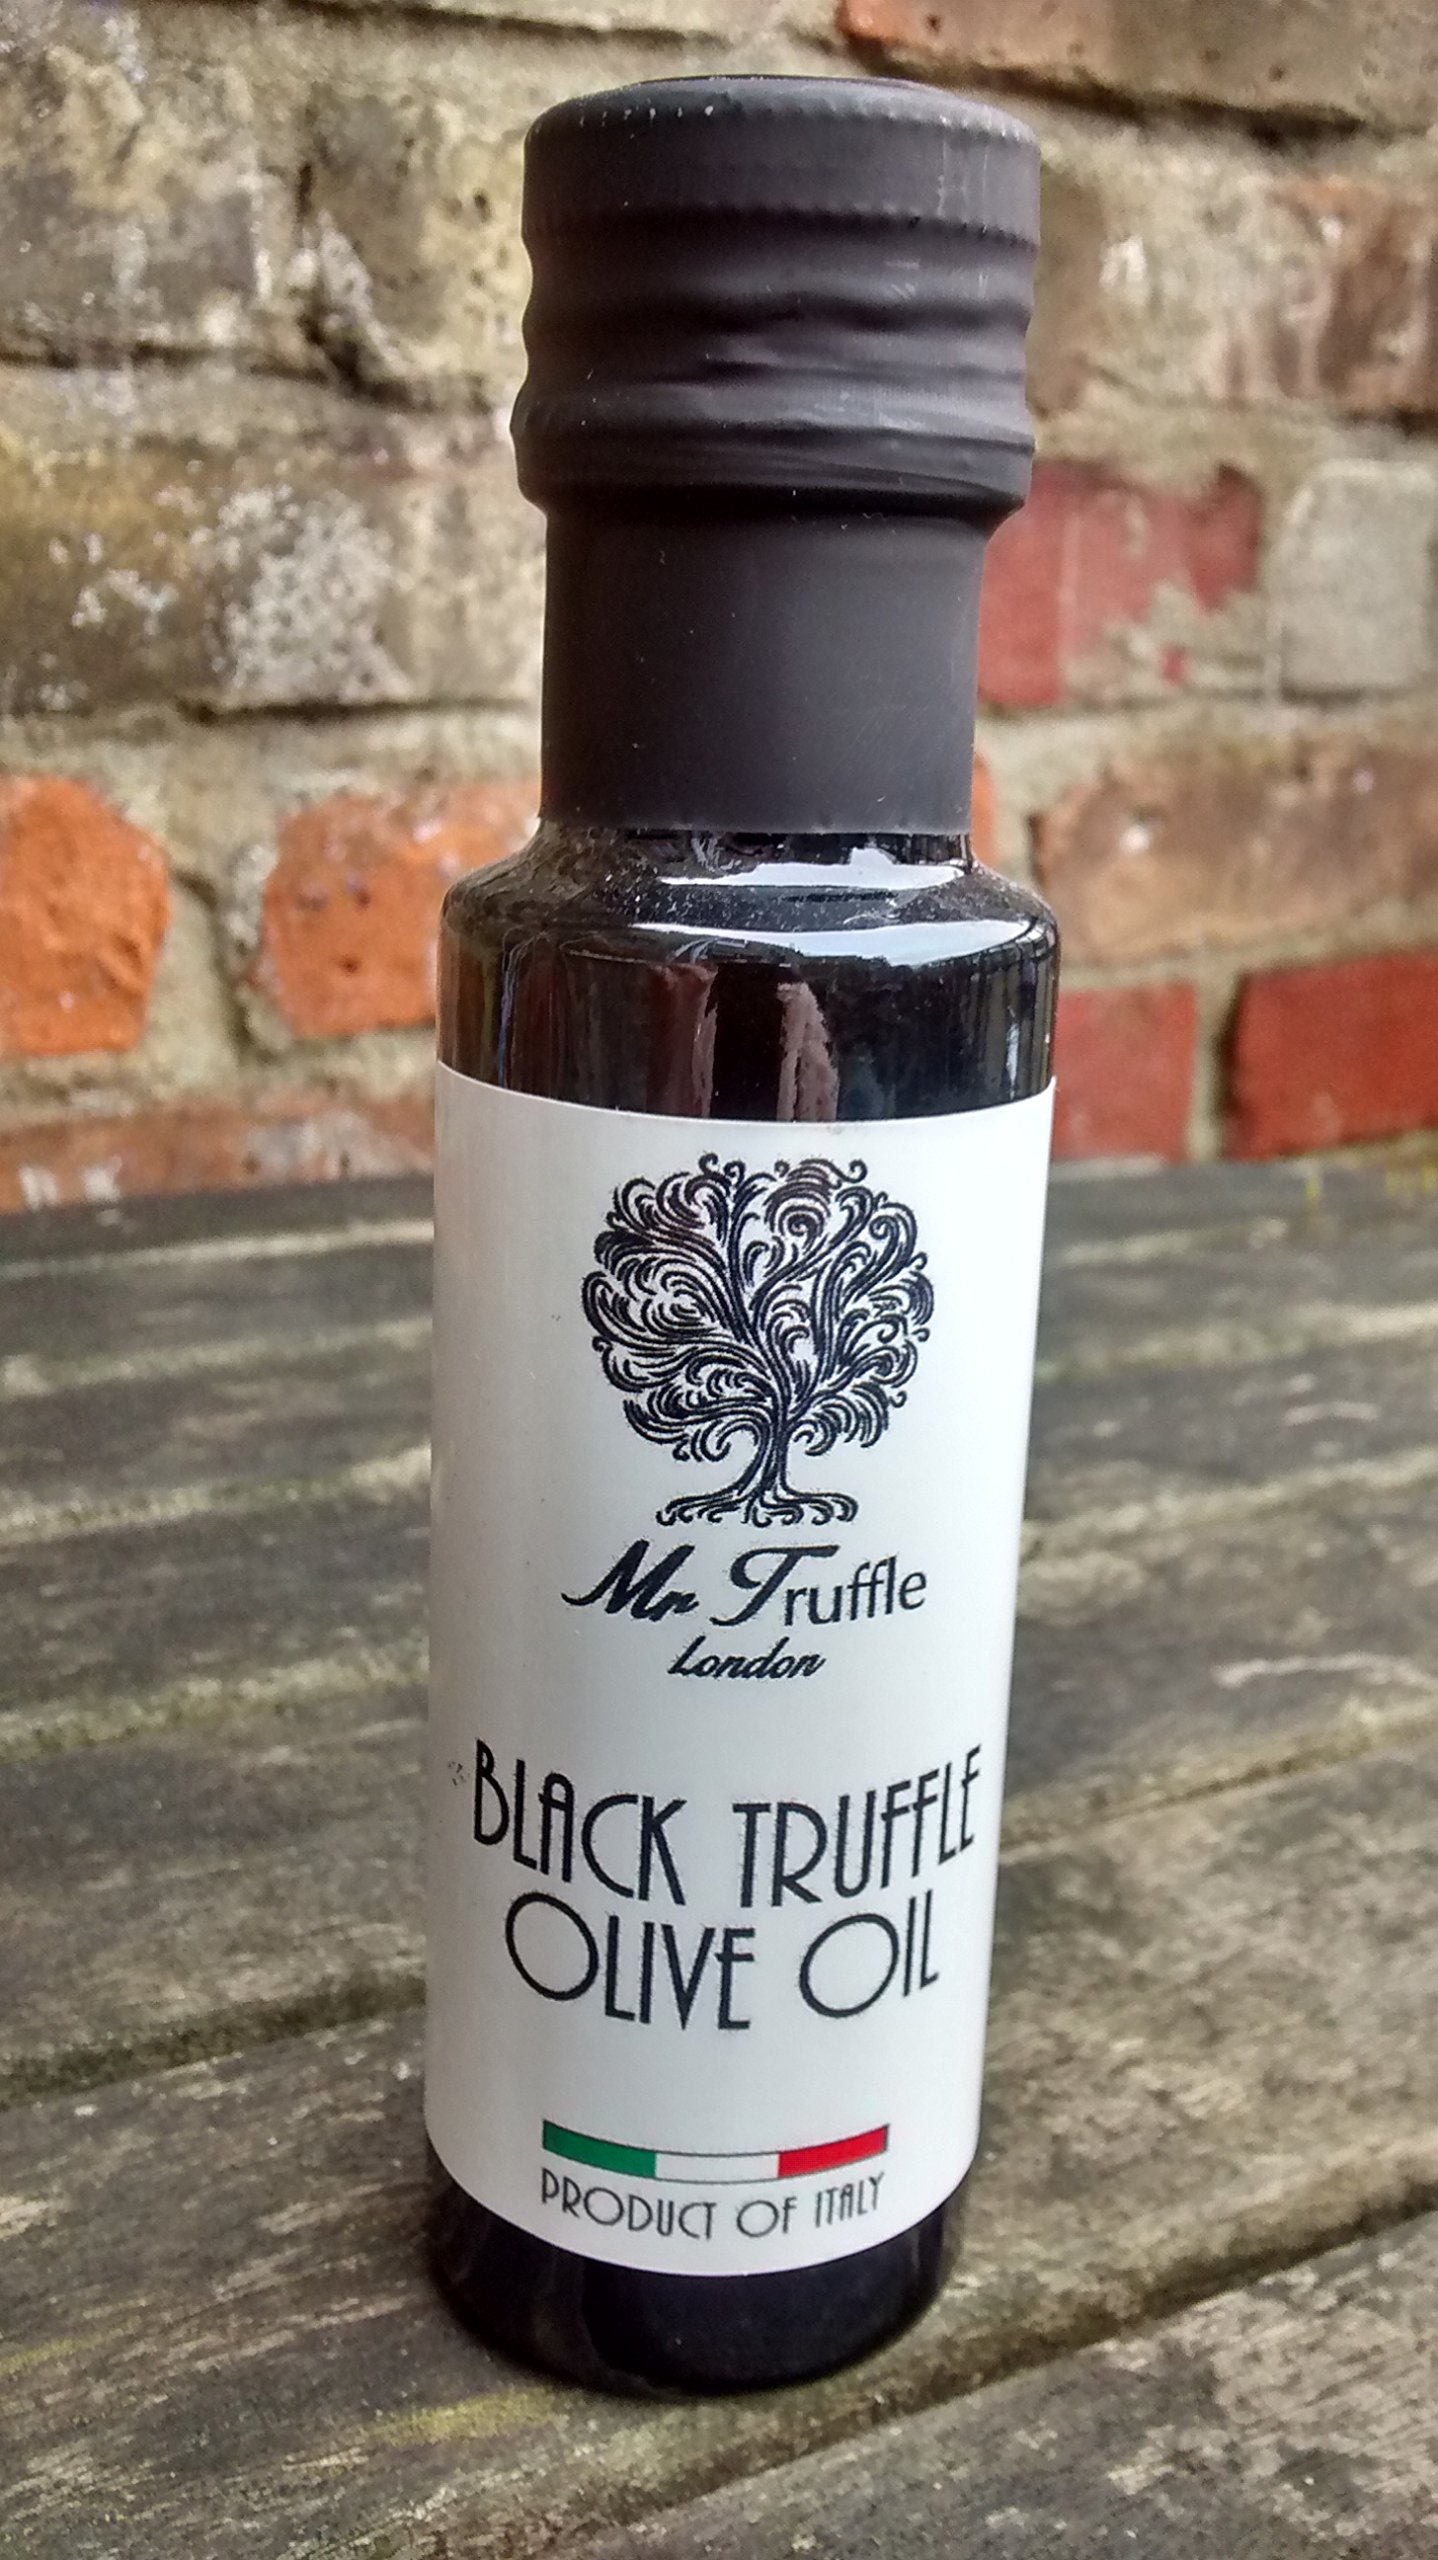 Mr Truffle
London
BLACK TRUFFLE
OLIVE OIL
PRODUCT OF ITALY